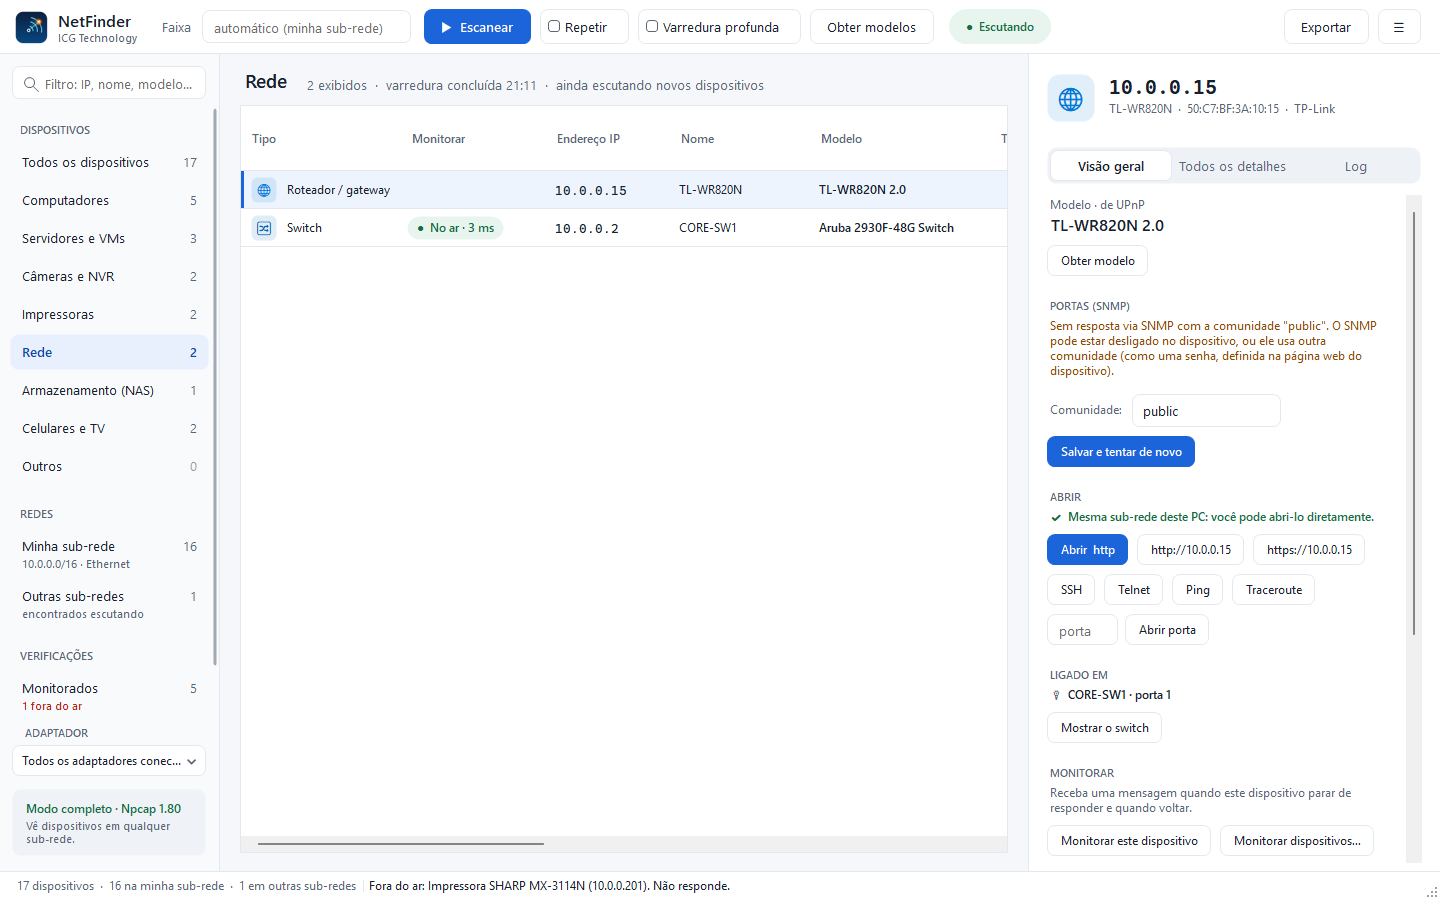 NetFinder
ICG Technology
Faixa
automático (minha sub-rede)
Escanear
Repetir
Varredura profunda
Obter modelos
Escutando
Exportar
Filtro: IP, nome, modelo...
DISPOSITIVOS
Todos os dispositivos 17
Computadores 5
Servidores e VMs 3
Câmeras e NVR 2
Impressoras 2
Rede 2
Armazenamento (NAS) 1
Celulares e TV 2
Outros 0
REDES
Minha sub-rede 16
10.0.0.0/16 · Ethernet
Outras sub-redes 1
encontrados escutando
VERIFICAÇÕES
Monitorados 5
1 fora do ar
ADAPTADOR
Todos os adaptadores conec...
Modo completo · Npcap 1.80
Vê dispositivos em qualquer
sub-rede.
Rede 2 exibidos · varredura concluída 21:11 · ainda escutando novos dispositivos
Tipo Monitorar Endereço IP Nome Modelo T
Roteador / gateway 10.0.0.15 TL-WR820N TL-WR820N 2.0
Switch No ar · 3 ms 10.0.0.2 CORE-SW1 Aruba 2930F-48G Switch
10.0.0.15
TL-WR820N · 50:C7:BF:3A:10:15 · TP-Link
Visão geral Todos os detalhes Log
Modelo · de UPnP
TL-WR820N 2.0
Obter modelo
PORTAS (SNMP)
Sem resposta via SNMP com a comunidade "public". O SNMP
pode estar desligado no dispositivo, ou ele usa outra
comunidade (como uma senha, definida na página web do
dispositivo).
Comunidade: public
Salvar e tentar de novo
ABRIR
Mesma sub-rede deste PC: você pode abri-lo diretamente.
Abrir http http://10.0.0.15 https://10.0.0.15
SSH Telnet Ping Traceroute
porta Abrir porta
LIGADO EM
CORE-SW1 · porta 1
Mostrar o switch
MONITORAR
Receba uma mensagem quando este dispositivo parar de
responder e quando voltar.
Monitorar este dispositivo Monitorar dispositivos...
17 dispositivos · 16 na minha sub-rede · 1 em outras sub-redes Fora do ar: Impressora SHARP MX-3114N (10.0.0.201). Não responde.